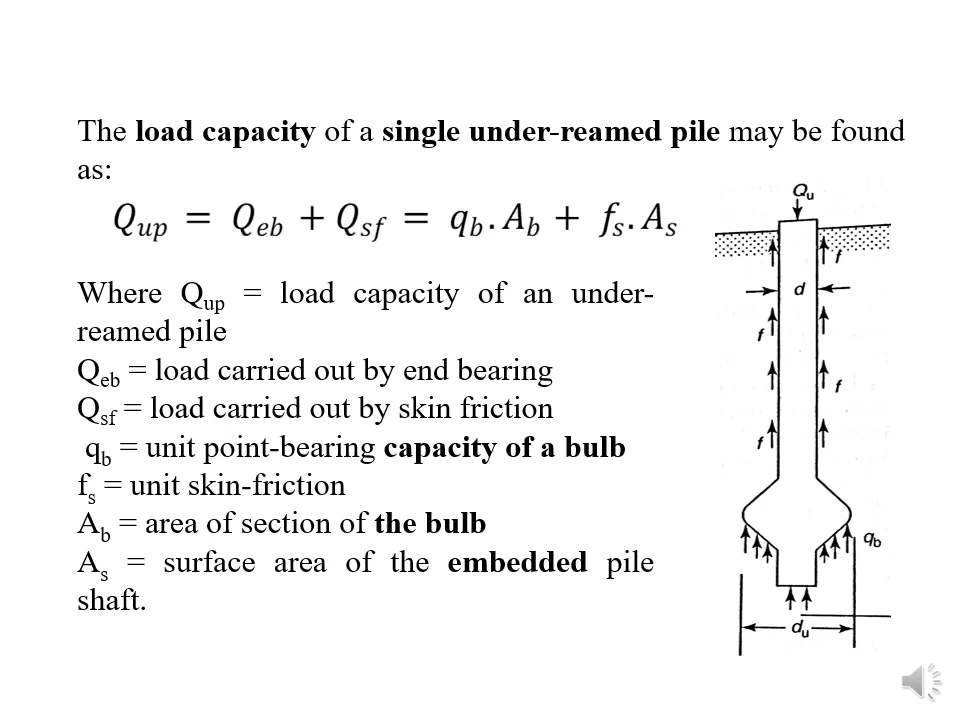 The load capacity of a single under-reamed pile may be found
as:
Q_up = Q_eb + Q_sf = q_b. A_b + f_s. A_s
Where Q_up = load capacity of an under-
reamed pile
Q_eb = load carried out by end bearing
Q_sf = load carried out by skin friction
q_b = unit point-bearing capacity of a bulb
f_s = unit skin-friction
A_b = area of section of the bulb
A_s = surface area of the embedded pile
shaft.
Q_u
f
d
f
f
f
q_b
d_u